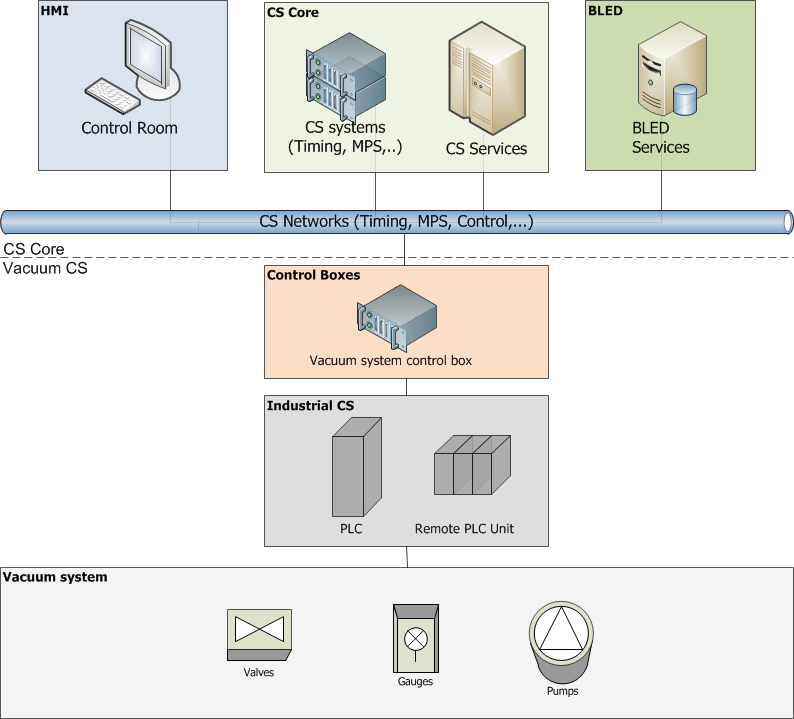 HMI
Control Room
CS Core
CS systems
(Timing, MPS,..)
CS Services
BLED
BLED
Services
CS Networks (Timing, MPS, Control,...)
CS Core
Vacuum CS
Control Boxes
Vacuum system control box
Industrial CS
PLC
Remote PLC Unit
Vacuum system
Valves
Gauges
Pumps